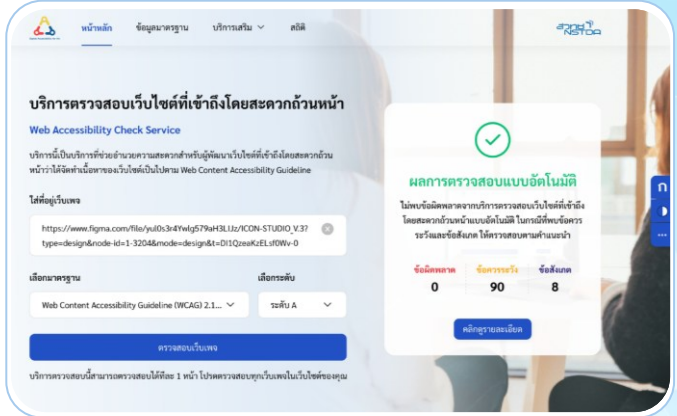 หน้าหลัก
ข้อมูลมาตรฐาน
บริการเสริม
สถิติ
สวทช
NSTDA
บริการตรวจสอบเว็บไซต์ที่เข้าถึงโดยสะดวกถ้วนหน้า
Web Accessibility Check Service
บริการนี้เป็นบริการที่ช่วยอำนวยความสะดวกสำหรับผู้พัฒนาเว็บไซต์ที่เข้าถึงโดยสะดวกถ้วน
หน้าว่าได้จัดทำเนื้อหาของเว็บไซต์เป็นไปตาม Web Content Accessibility Guideline
ใส่ที่อยู่เว็บเพจ
https://www.figma.com/file/yul0s3r4Ywlg579aH3LIJz/ICON-STUDIO_V.3?
type=design&node-id=1-3204&mode=design&t=DI1QzeaKzELsf0Wv-0
เลือกมาตรฐาน
เลือกระดับ
Web Content Accessibility Guideline (WCAG) 2.1...
ระดับ A
ตรวจสอบเว็บเพจ
บริการตรวจสอบนี้สามารถตรวจสอบได้ทีละ 1 หน้า โปรดตรวจสอบทุกเว็บเพจในเว็บไซต์ของคุณ
ผลการตรวจสอบแบบอัตโนมัติ
ไม่พบข้อผิดพลาดจากบริการตรวจสอบเว็บไซต์ที่เข้าถึง
โดยสะดวกถ้วนหน้าแบบอัตโนมัติ ในกรณีที่พบข้อควร
ระวังและข้อสังเกต ให้ตรวจสอบตามคำแนะนำ
ข้อผิดพลาด ข้อควรระวัง ข้อสังเกต
0 90 8
คลิกดูรายละเอียด
ก